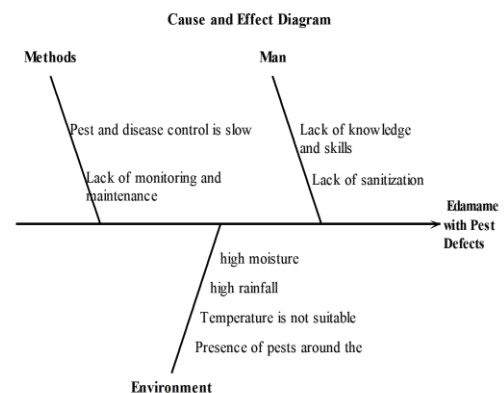 Cause and Effect Diagram
Methods
Man
Pest and disease control is slow
Lack of monitoring and
maintenance
Lack of knowledge
and skills
Lack of sanitization
Edamame
with Pest
Defects
high moisture
high rainfall
Temperature is not suitable
Presence of pests around the
Environment